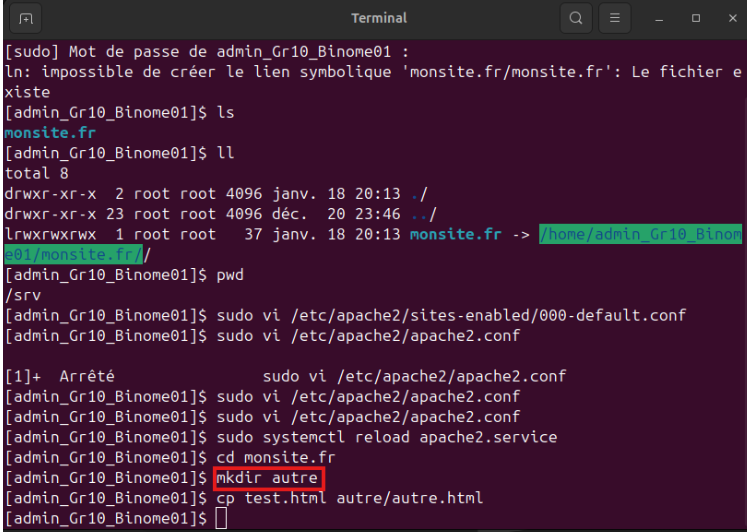 Terminal
[sudo] Mot de passe de admin_Gr10_Binome01 :
ln: impossible de créer le lien symbolique 'monsite.fr/monsite.fr': Le fichier e
xiste
[admin_Gr10_Binome01]$ ls
monsite.fr
[admin_Gr10_Binome01]$ ll
total 8
drwxr-xr-x  2 root root 4096 janv. 18 20:13 ./
drwxr-xr-x 23 root root 4096 déc.  20 23:46 ../
lrwxrwxrwx  1 root root   37 janv. 18 20:13 monsite.fr -> /home/admin_Gr10_Binom
e01/monsite.fr//
[admin_Gr10_Binome01]$ pwd
/srv
[admin_Gr10_Binome01]$ sudo vi /etc/apache2/sites-enabled/000-default.conf
[admin_Gr10_Binome01]$ sudo vi /etc/apache2/apache2.conf
[1]+  Arrêté                 sudo vi /etc/apache2/apache2.conf
[admin_Gr10_Binome01]$ sudo vi /etc/apache2/apache2.conf
[admin_Gr10_Binome01]$ sudo vi /etc/apache2/apache2.conf
[admin_Gr10_Binome01]$ sudo systemctl reload apache2.service
[admin_Gr10_Binome01]$ cd monsite.fr
[admin_Gr10_Binome01]$ mkdir autre
[admin_Gr10_Binome01]$ cp test.html autre/autre.html
[admin_Gr10_Binome01]$